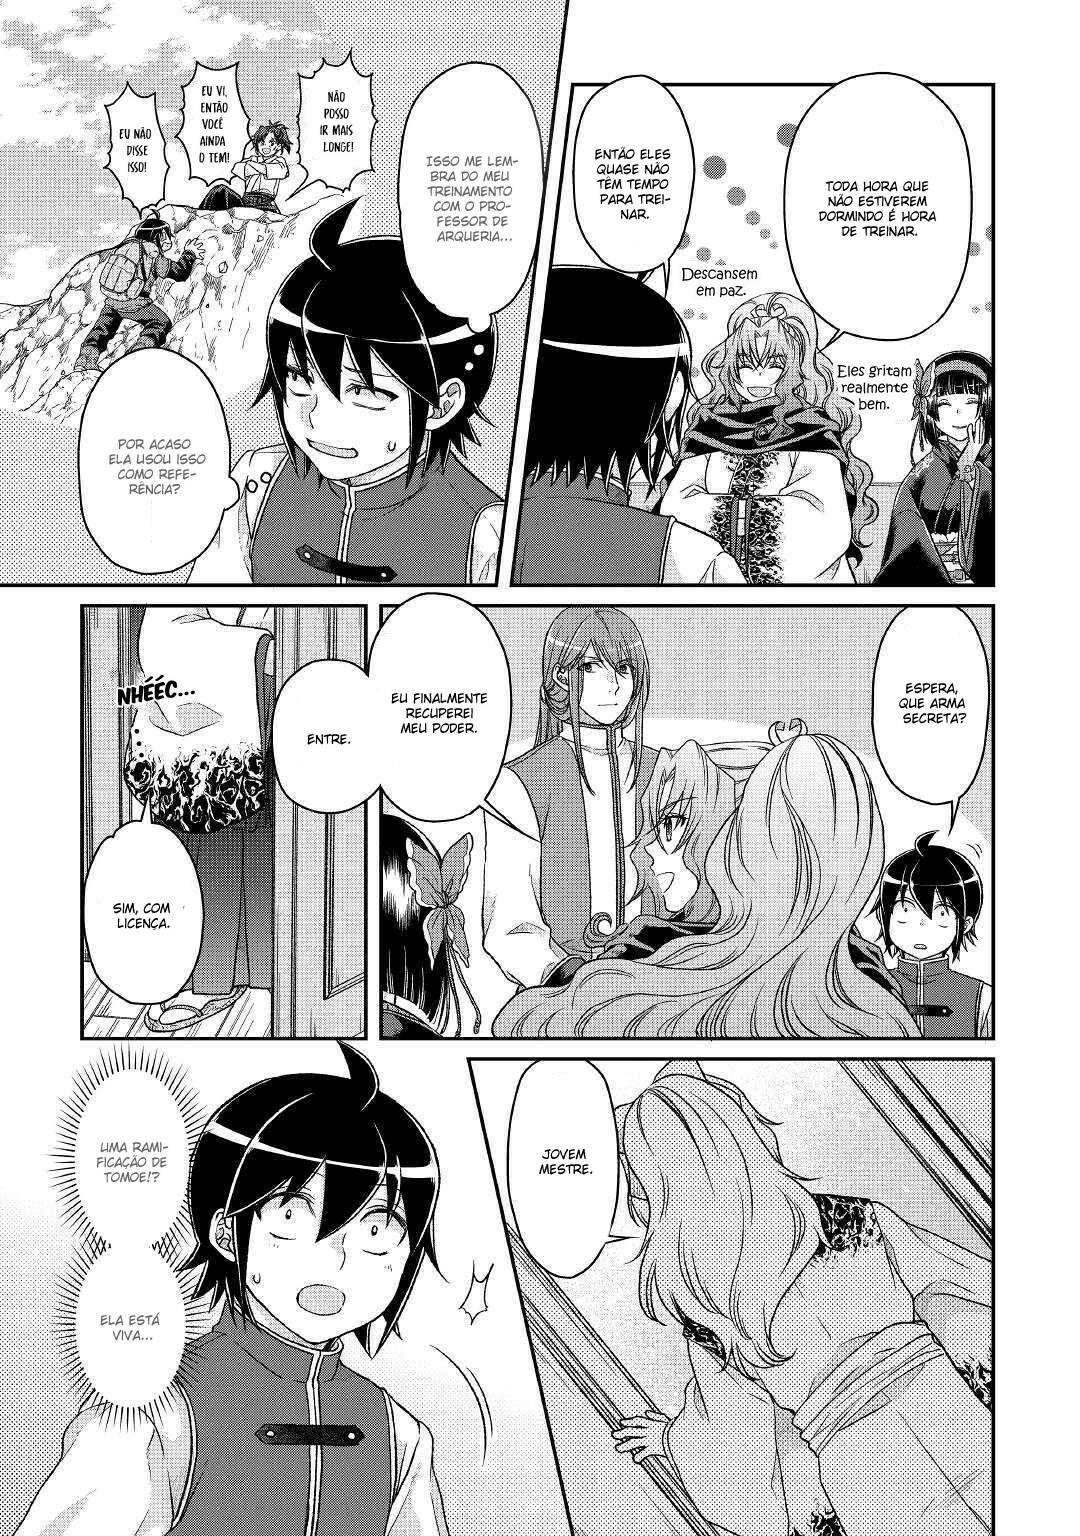 TODA HORA QUE
NÃO ESTIVEREM
DORMINDO É HORA
DE TREINAR.
ENTÃO ELES
QUASE NÃO
TÊM TEMPO
PARA TREI-
NAR.
Descansem
em paz.
Eles gritam
realmente
bem.
ISSO ME LEM-
BRA DO MEU
TREINAMENTO
COM O PRO-
FESSOR DE
ARQUERIA...
NÃO
POSSO
IR MAIS
LONGE!
EU VI,
ENTÃO
VOCÊ
AINDA
O TEM!
EU NÃO
DISSE
ISSO!
POR ACASO
ELA USOU ISSO
COMO REFE-
RÊNCIA?
ESPERA,
QUE ARMA
SECRETA?
EU FINALMENTE
RECUPEREI
MEU PODER.
ENTRE.
NHÉÉC...
SIM, COM
LICENÇA.
JOVEM
MESTRE.
UMA RAMI-
FICAÇÃO DE
TOMOE!?
ELA ESTÁ
VIVA...